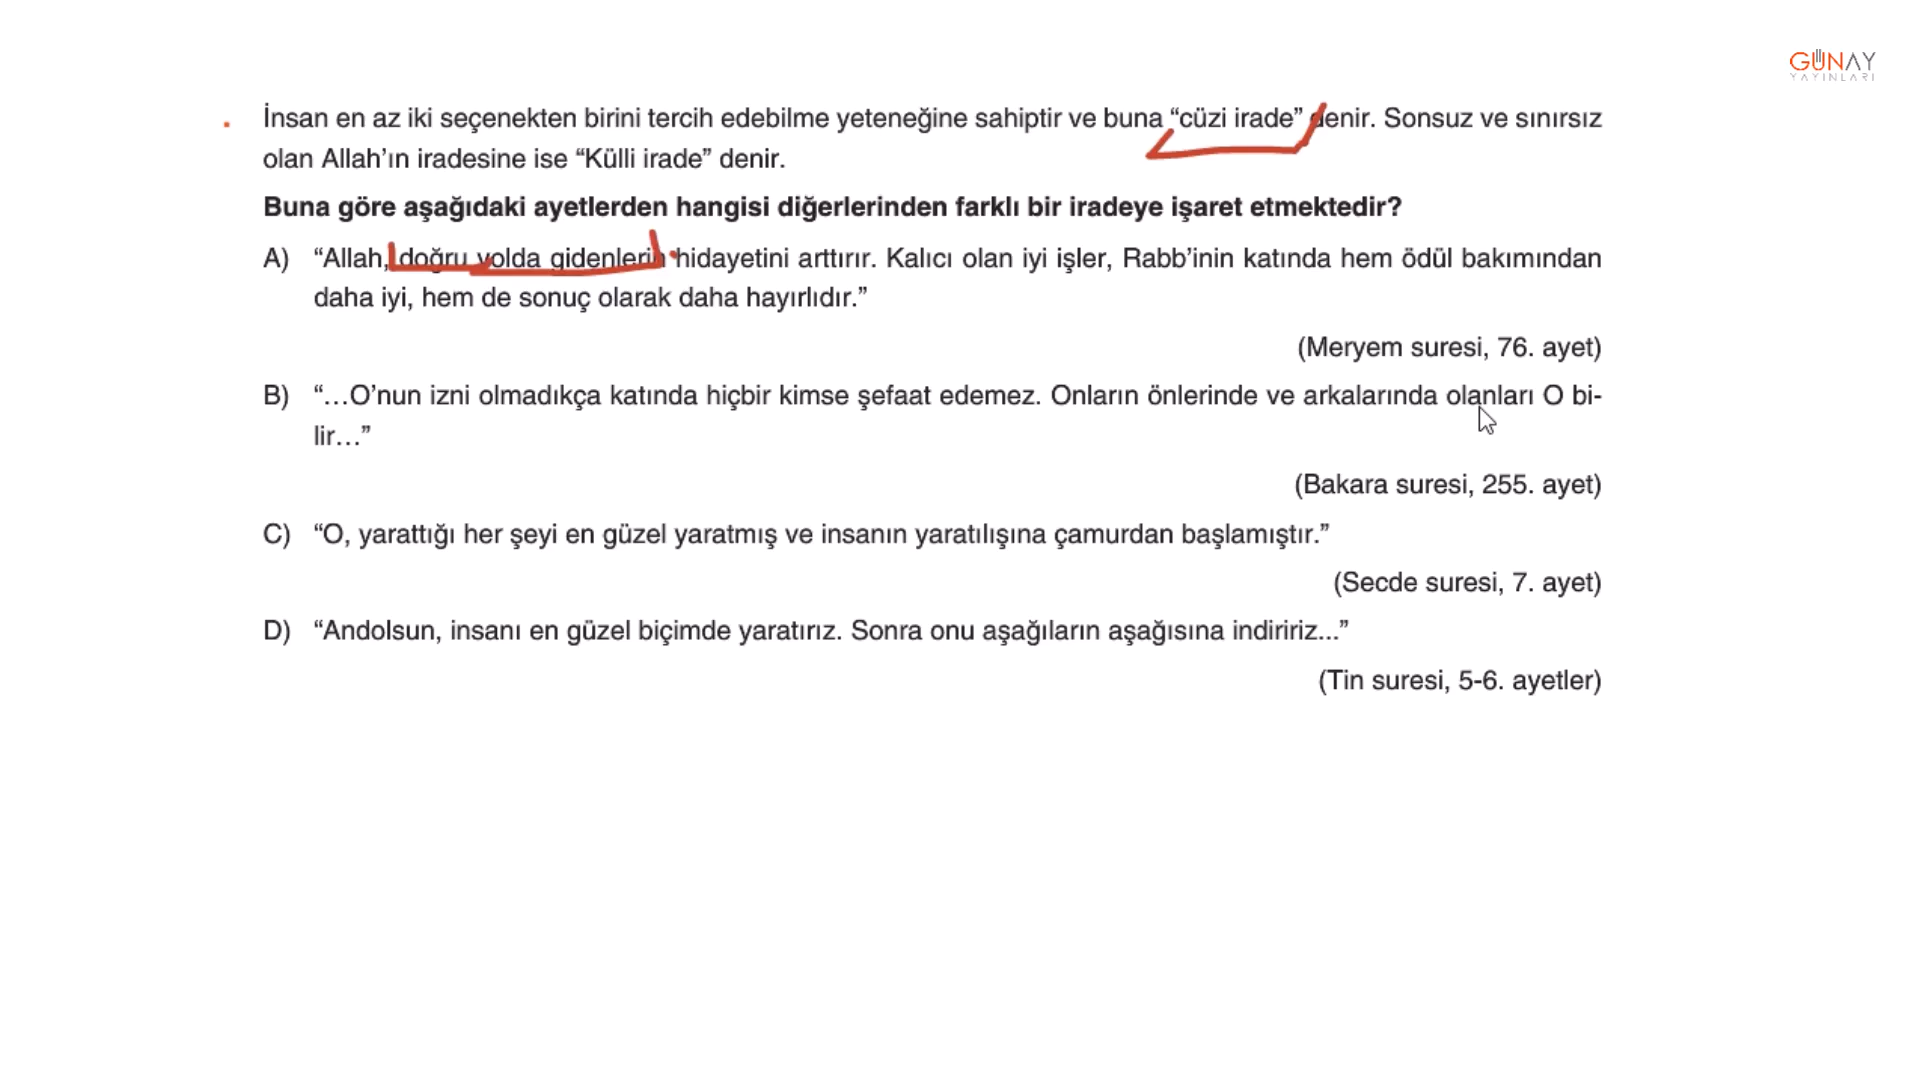 GÜNAY
YAYINLARI
İnsan en az iki seçenekten birini tercih edebilme yeteneğine sahiptir ve buna “cüzi irade” denir. Sonsuz ve sınırsız
olan Allah’ın iradesine ise “Külli irade” denir.
Buna göre aşağıdaki ayetlerden hangisi diğerlerinden farklı bir iradeye işaret etmektedir?
A) “Allah, doğru yolda gidenlerin hidayetini arttırır. Kalıcı olan iyi işler, Rabb’inin katında hem ödül bakımından
daha iyi, hem de sonuç olarak daha hayırlıdır.”
(Meryem suresi, 76. ayet)
B) “…O’nun izni olmadıkça katında hiçbir kimse şefaat edemez. Onların önlerinde ve arkalarında olanları O bi-
lir…”
(Bakara suresi, 255. ayet)
C) “O, yarattığı her şeyi en güzel yaratmış ve insanın yaratılışına çamurdan başlamıştır.”
(Secde suresi, 7. ayet)
D) “Andolsun, insanı en güzel biçimde yaratırız. Sonra onu aşağıların aşağısına indiririz...”
(Tin suresi, 5-6. ayetler)